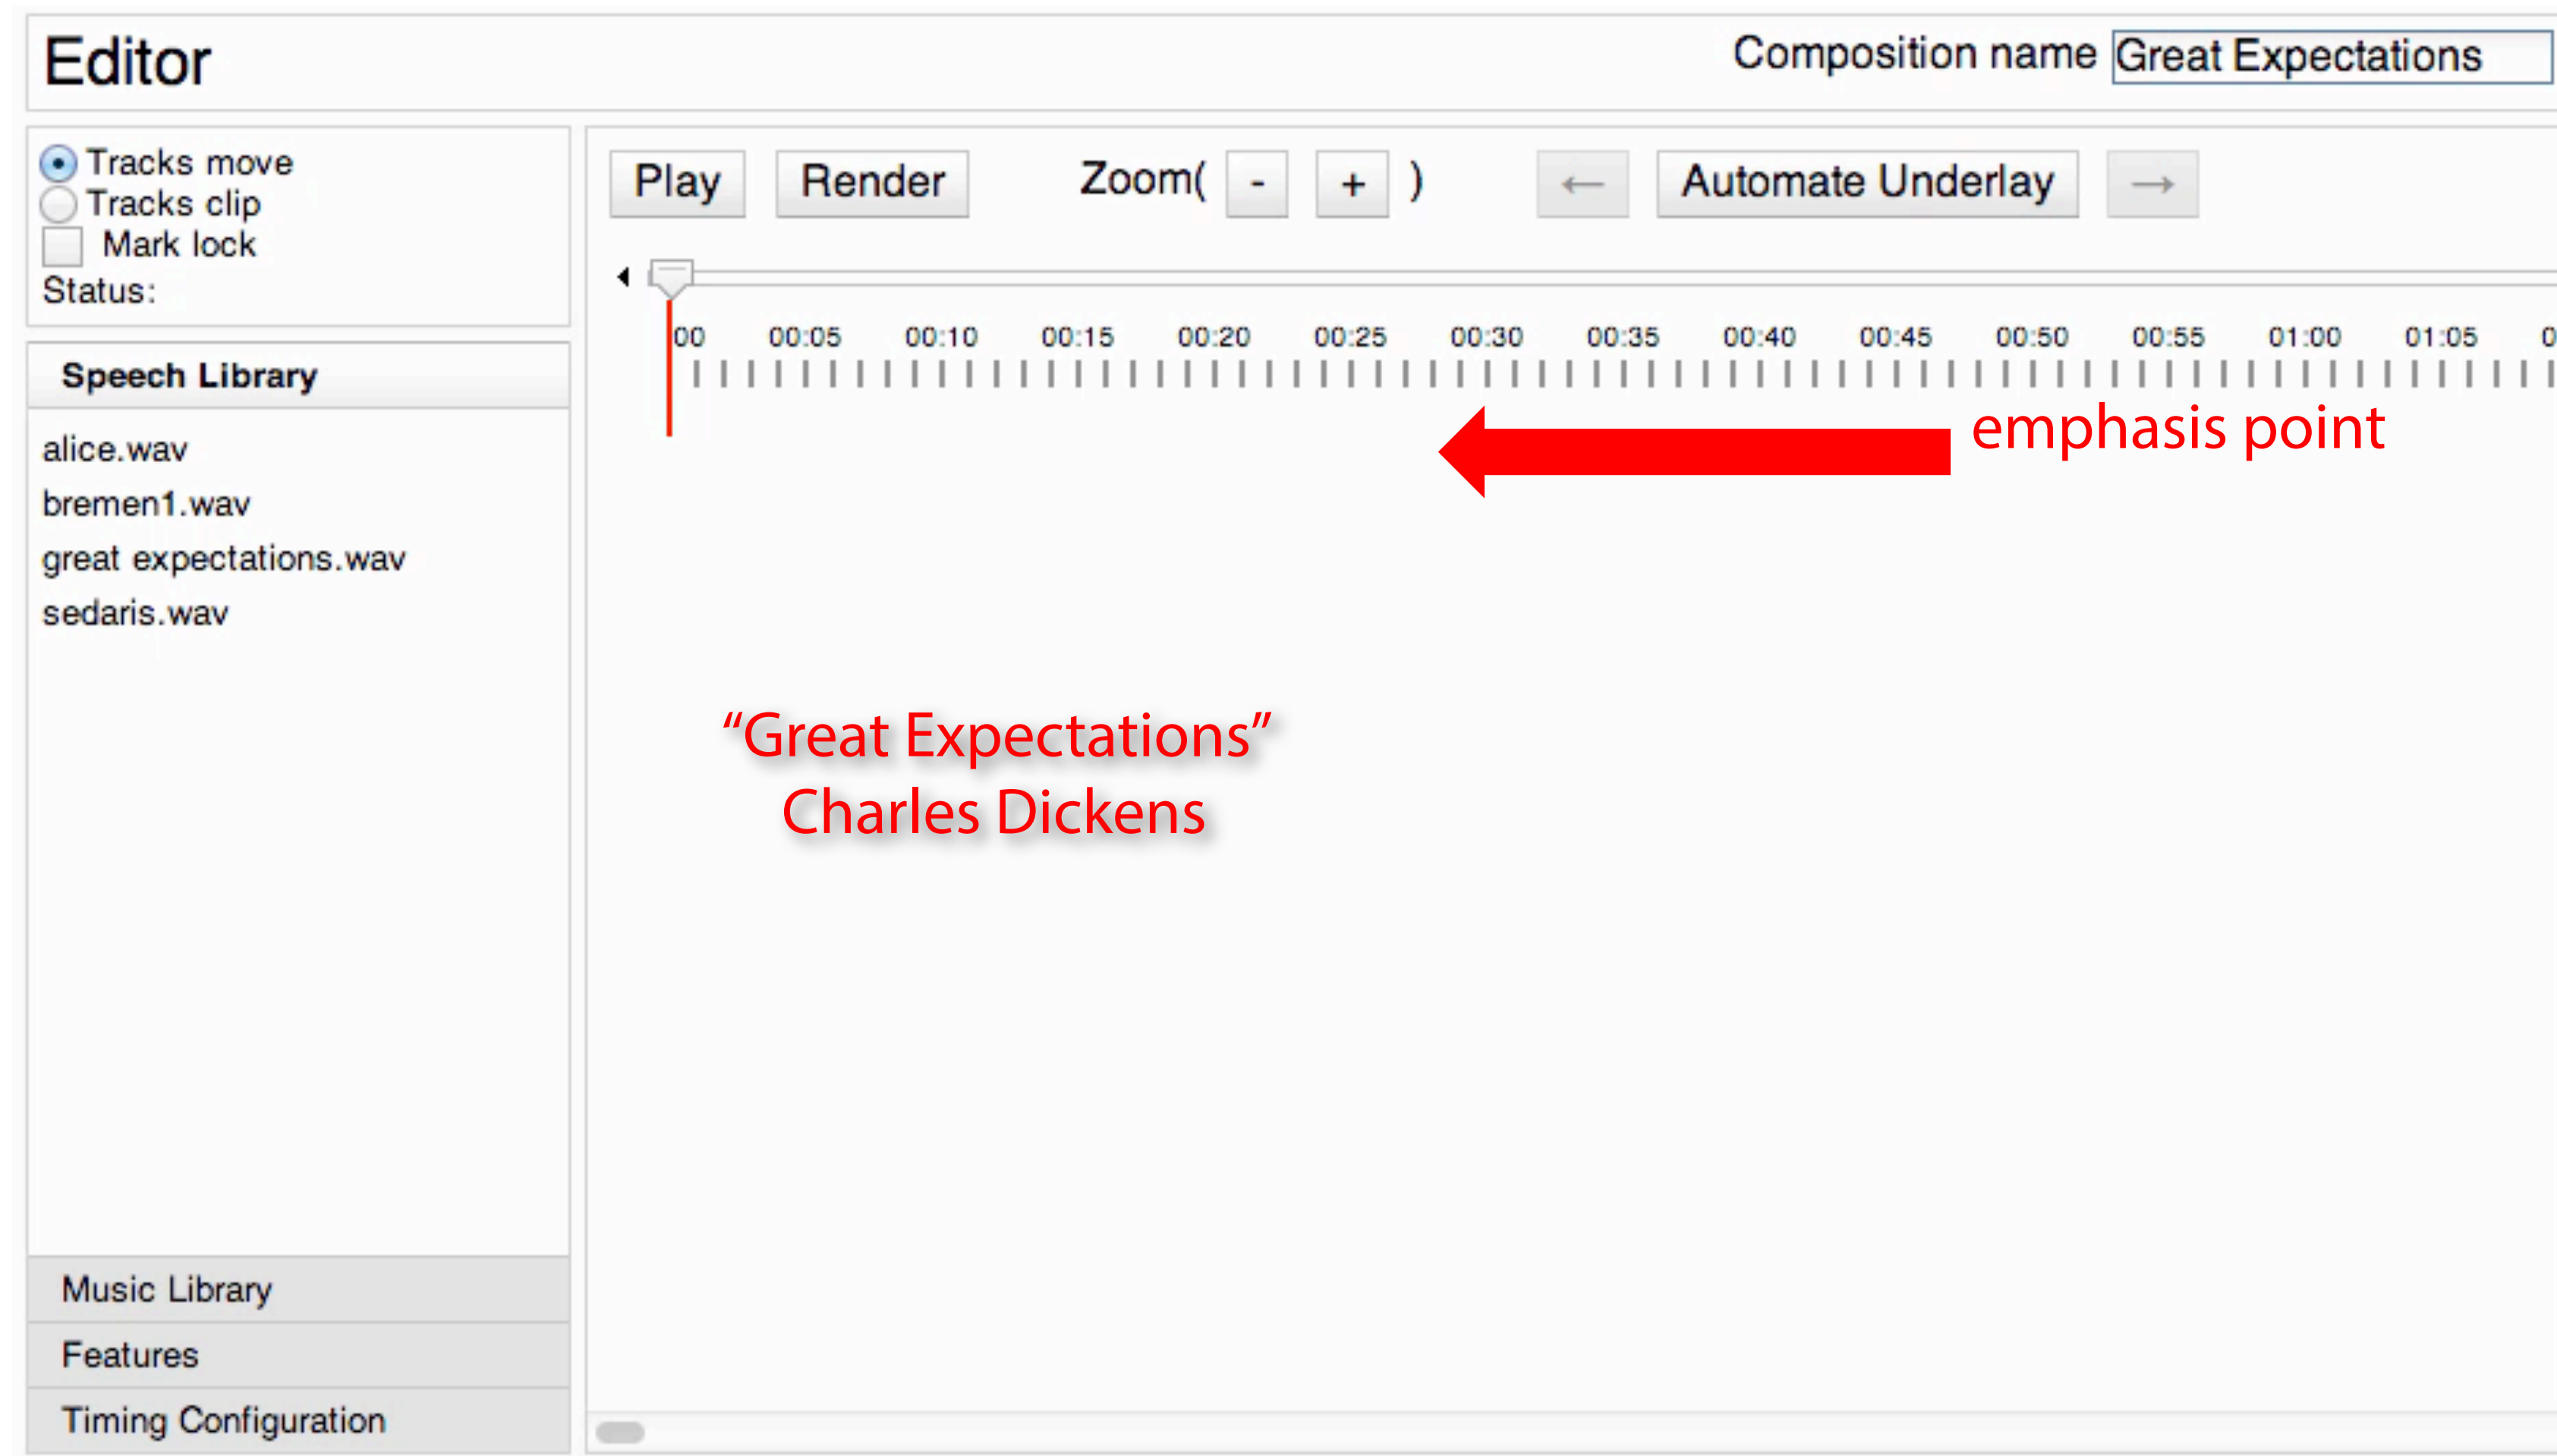 Editor
Composition name Great Expectations
Tracks move
Tracks clip
Mark lock
Status:
Play Render Zoom( - + ) ← Automate Underlay →
00 00:05 00:10 00:15 00:20 00:25 00:30 00:35 00:40 00:45 00:50 00:55 01:00 01:05 0
Speech Library
alice.wav
bremen1.wav
great expectations.wav
sedaris.wav
emphasis point
“Great Expectations”
Charles Dickens
Music Library
Features
Timing Configuration